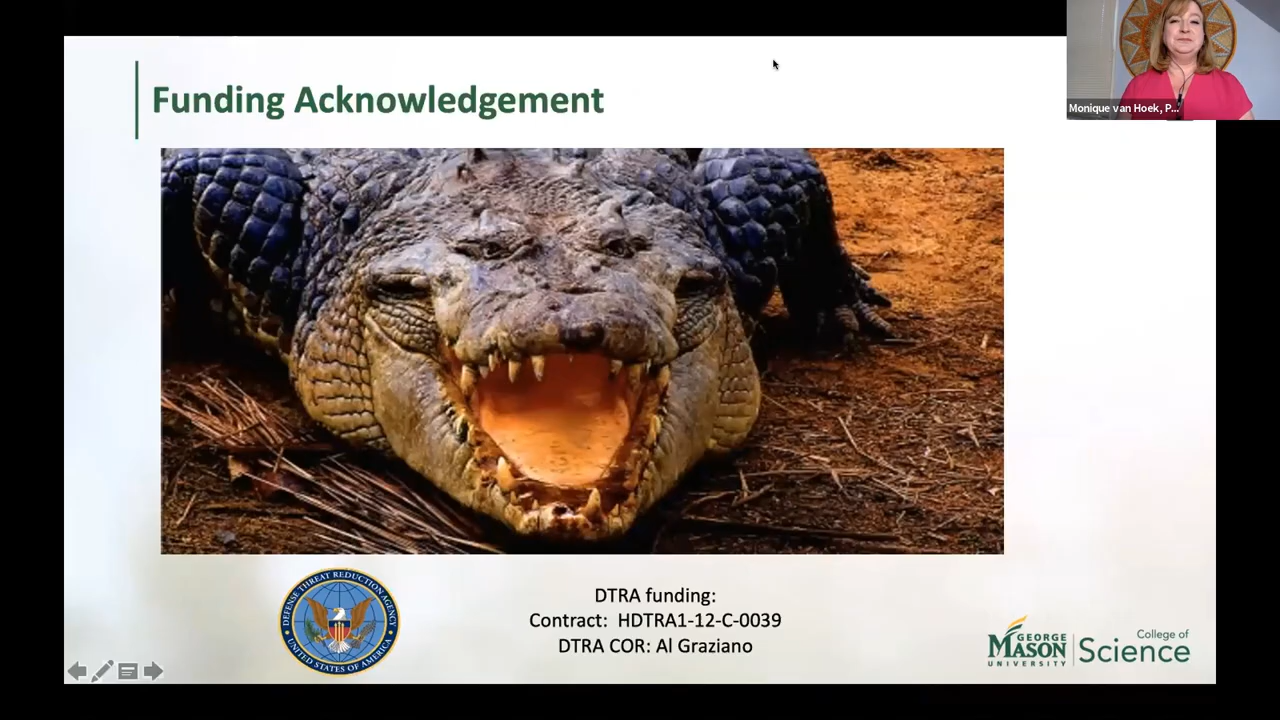 Funding Acknowledgement
Monique van Hoek, P...
DEFENSE THREAT REDUCTION AGENCY
UNITED STATES OF AMERICA
DTRA funding:
Contract: HDTRA1-12-C-0039
DTRA COR: Al Graziano
GEORGE
MASON
UNIVERSITY
College of
Science